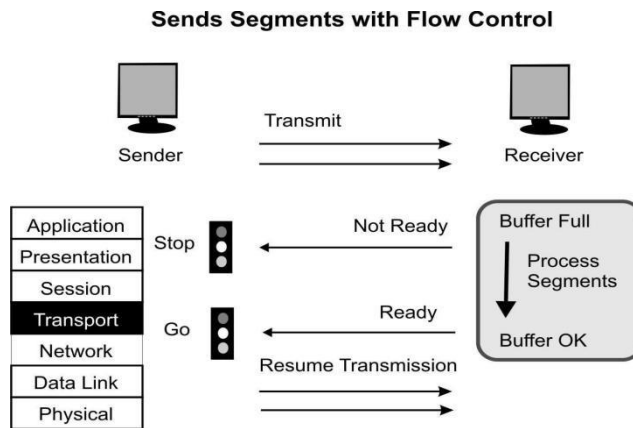 Sends Segments with Flow Control
Transmit
Sender
Receiver
Application
Presentation
Session
Transport
Network
Data Link
Physical
Stop
Go
Not Ready
Ready
Resume Transmission
Buffer Full
Process
Segments
Buffer OK